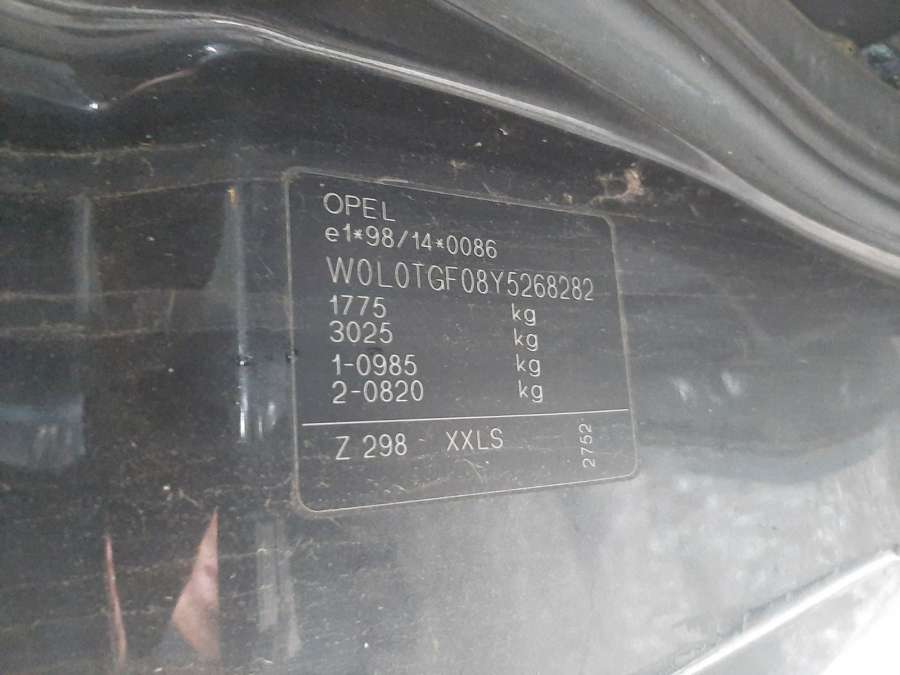 OPEL
e1*98/14*0086
W0L0TGF08Y5268282
1775 kg
3025 kg
1-0985 kg
2-0820 kg
Z 298 XXLS 2752